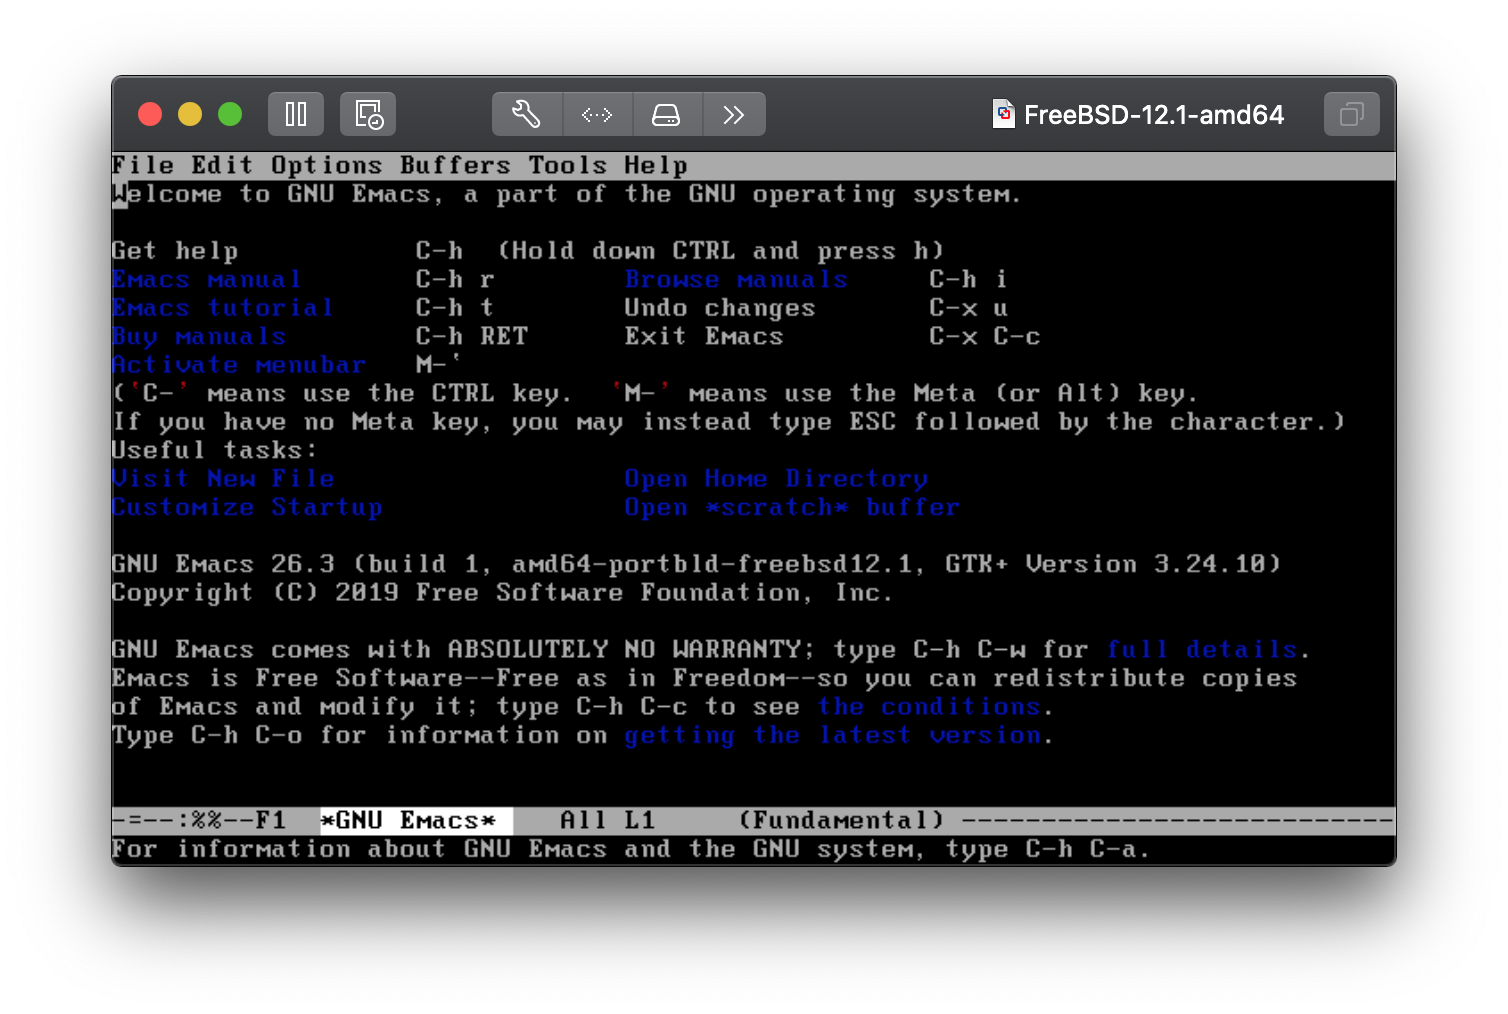 FreeBSD-12.1-amd64
File Edit Options Buffers Tools Help
Welcome to GNU Emacs, a part of the GNU operating system.
Get help C-h (Hold down CTRL and press h)
Emacs manual C-h r Browse manuals C-h i
Emacs tutorial C-h t Undo changes C-x u
Buy manuals C-h RET Exit Emacs C-x C-c
Activate menubar M-`
('C-' means use the CTRL key. 'M-' means use the Meta (or Alt) key.
If you have no Meta key, you may instead type ESC followed by the character.)
Useful tasks:
Visit New File Open Home Directory
Customize Startup Open *scratch* buffer
GNU Emacs 26.3 (build 1, amd64-portbld-freebsd12.1, GTK+ Version 3.24.10)
Copyright (C) 2019 Free Software Foundation, Inc.
GNU Emacs comes with ABSOLUTELY NO WARRANTY; type C-h C-w for full details.
Emacs is Free Software--Free as in Freedom--so you can redistribute copies
of Emacs and modify it; type C-h C-c to see the conditions.
Type C-h C-o for information on getting the latest version.
-=--:%%--F1 *GNU Emacs* All L1 (Fundamental) ---------------------------
For information about GNU Emacs and the GNU system, type C-h C-a.